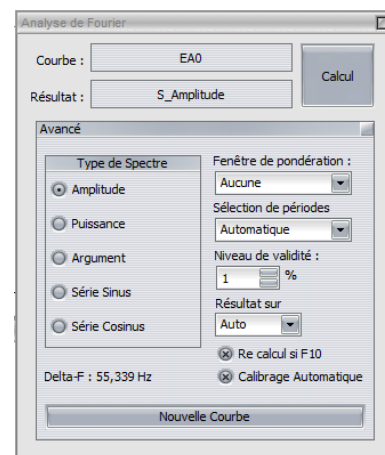 Analyse de Fourier
Courbe : EA0
Calcul
Résultat : S_Amplitude
Avancé
Type de Spectre
Amplitude
Puissance
Argument
Série Sinus
Série Cosinus
Fenêtre de pondération :
Aucune
Sélection de périodes
Automatique
Niveau de validité :
1 %
Résultat sur
Auto
Re calcul si F10
Delta-F : 55,339 Hz
Calibrage Automatique
Nouvelle Courbe